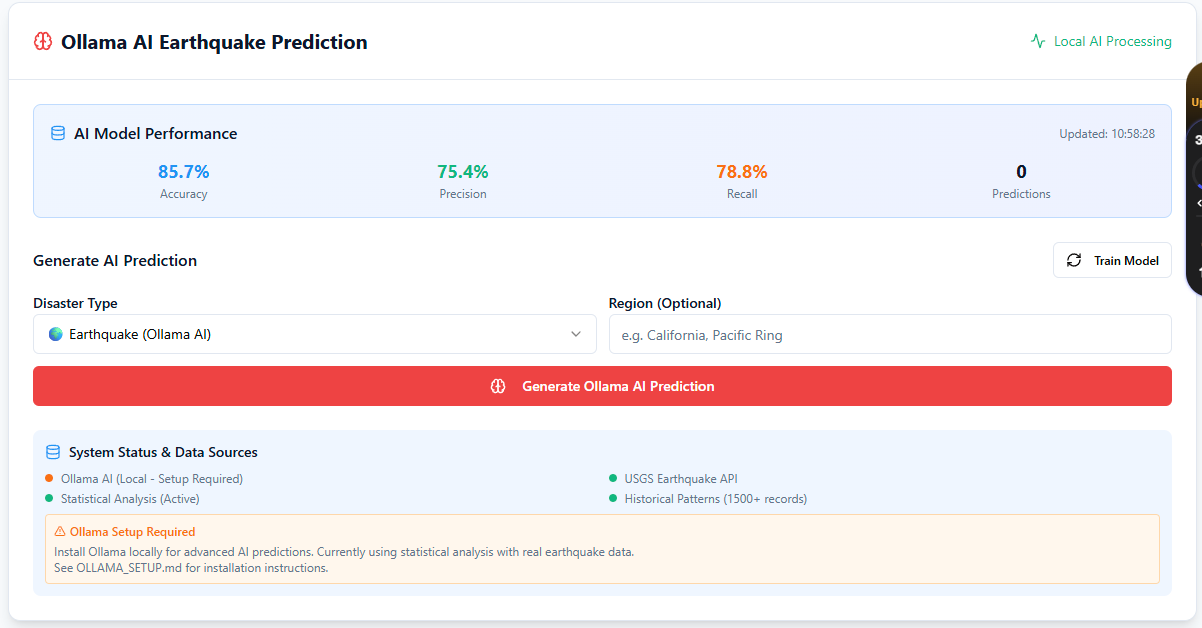 Ollama AI Earthquake Prediction
Local AI Processing
AI Model Performance
Updated: 10:58:28
85.7%
75.4%
78.8%
0
Accuracy
Precision
Recall
Predictions
Generate AI Prediction
Train Model
Disaster Type
Region (Optional)
Earthquake (Ollama AI)
e.g. California, Pacific Ring
Generate Ollama AI Prediction
System Status & Data Sources
Ollama AI (Local - Setup Required)
USGS Earthquake API
Statistical Analysis (Active)
Historical Patterns (1500+ records)
Ollama Setup Required
Install Ollama locally for advanced AI predictions. Currently using statistical analysis with real earthquake data.
See OLLAMA_SETUP.md for installation instructions.